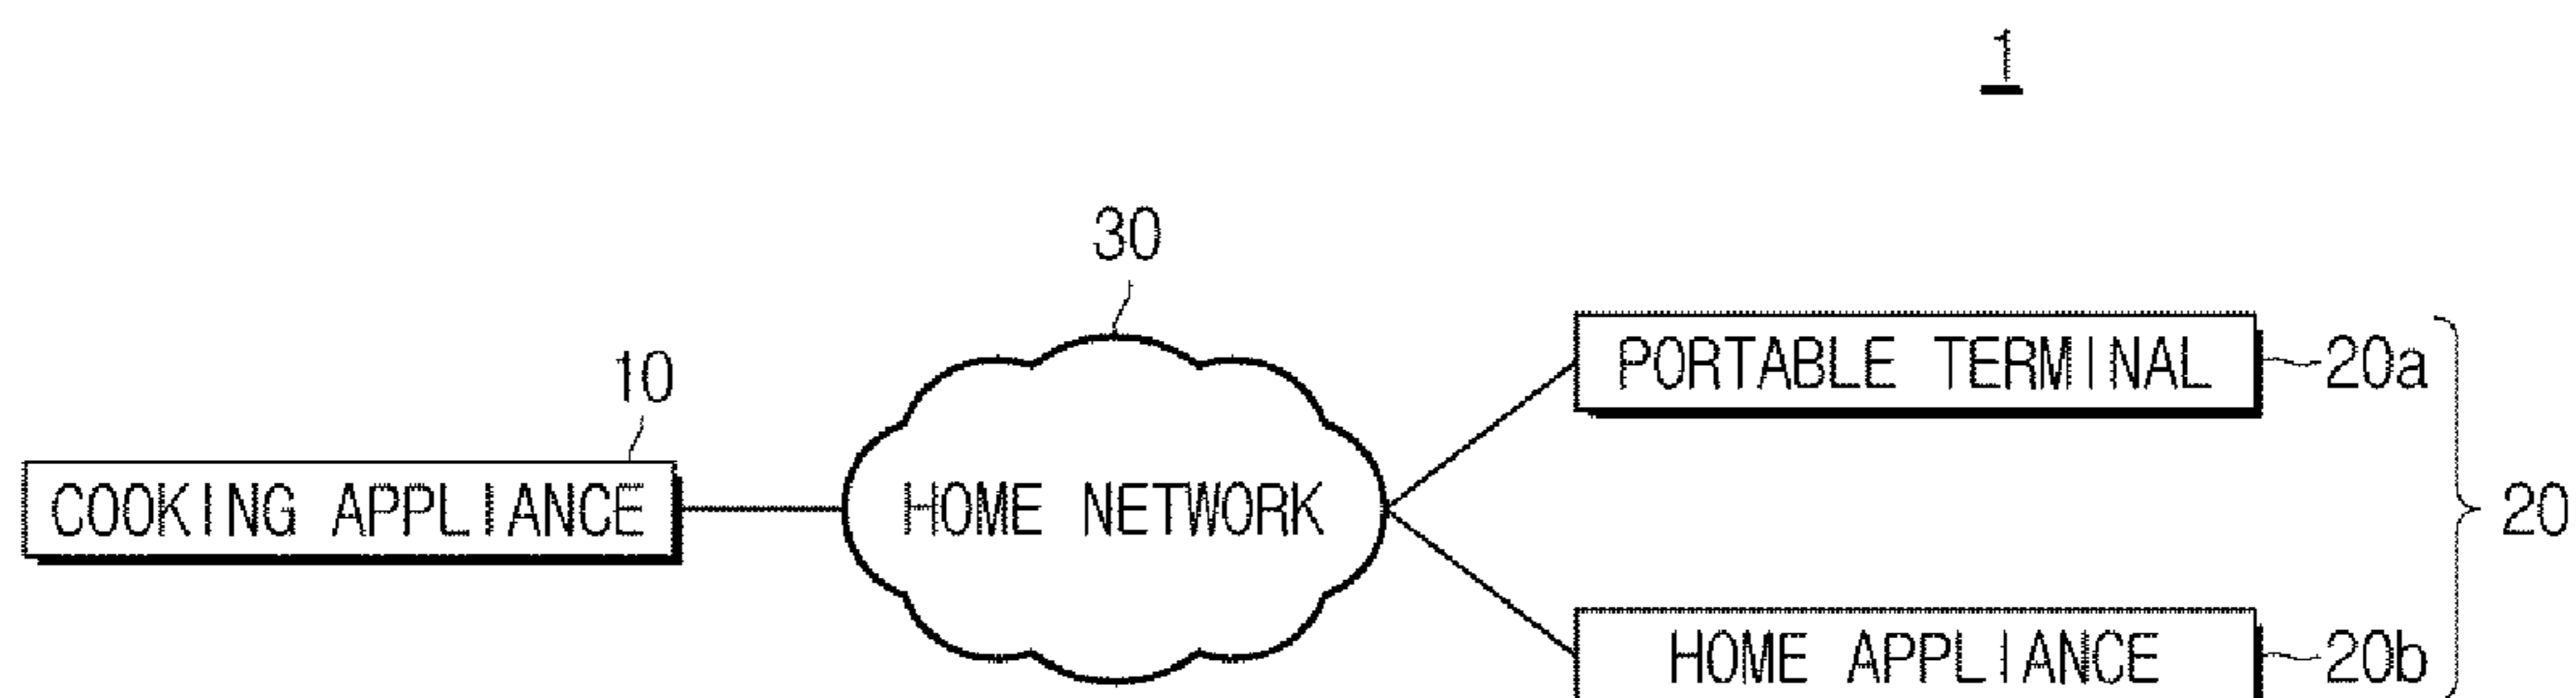 1
30
PORTABLE TERMINAL 20a
10
COOKING APPLIANCE HOME NETWORK 20
HOME APPLIANCE 20b